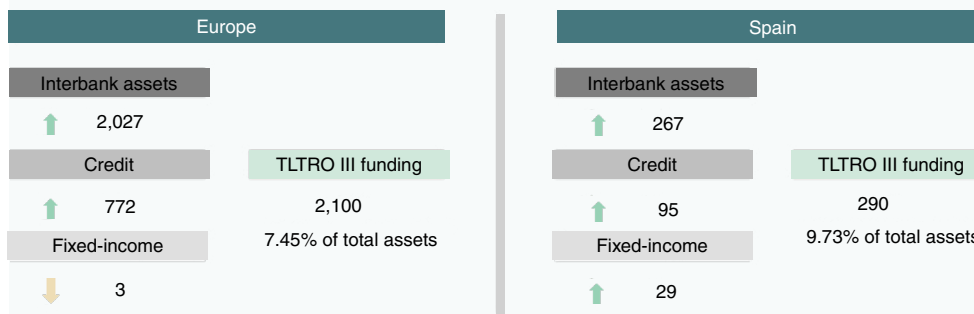 Europe
Interbank assets
2,027
Credit
772
Fixed-income
3
TLTRO III funding
2,100
7.45% of total assets
Spain
Interbank assets
267
Credit
95
Fixed-income
29
TLTRO III funding
290
9.73% of total assets